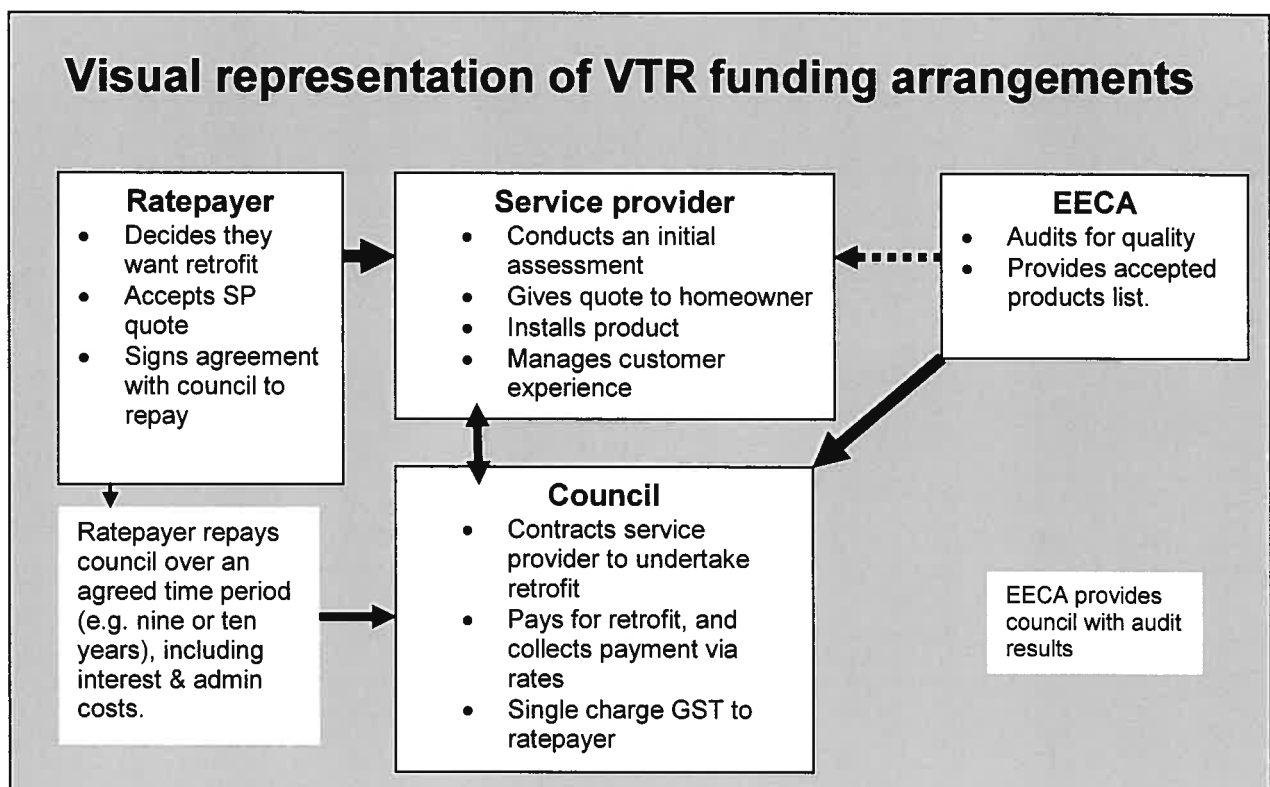 Visual representation of VTR funding arrangements
Ratepayer
• Decides they
want retrofit
• Accepts SP
quote
• Signs agreement
with council to
repay
Service provider
• Conducts an initial
assessment
• Gives quote to homeowner
• Installs product
• Manages customer
experience
EECA
• Audits for quality
• Provides accepted
products list.
Ratepayer repays
council over an
agreed time period
(e.g. nine or ten
years), including
interest & admin
costs.
Council
• Contracts service
provider to undertake
retrofit
• Pays for retrofit, and
collects payment via
rates
• Single charge GST to
ratepayer
EECA provides
council with audit
results